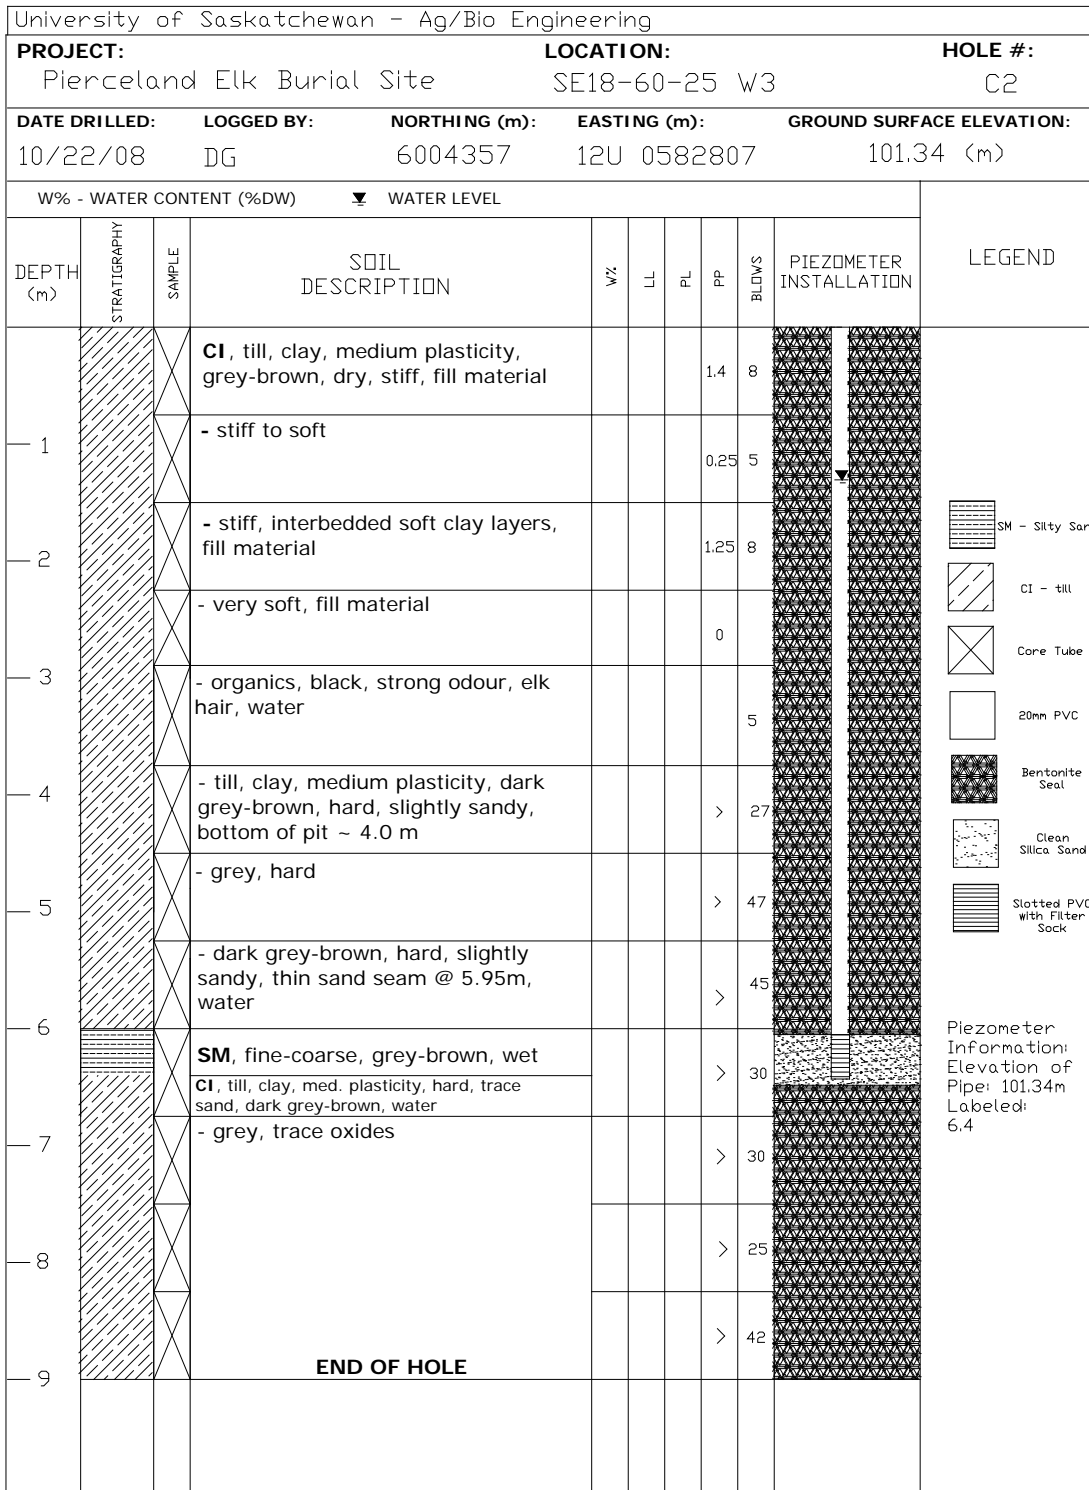 University of Saskatchewan - Ag/Bio Engineering
PROJECT: LOCATION: HOLE #:
Pierceland Elk Burial Site SE18-60-25 W3 C2
DATE DRILLED: LOGGED BY: NORTHING (m): EASTING (m): GROUND SURFACE ELEVATION:
10/22/08 DG 6004357 12U 0582807 101.34 (m)
W% - WATER CONTENT (%DW) WATER LEVEL
DEPTH (m) STRATIGRAPHY SAMPLE SOIL DESCRIPTION W% LL PL PP BLOWS PIEZOMETER INSTALLATION LEGEND
CI, till, clay, medium plasticity,
grey-brown, dry, stiff, fill material
1.4 8
1
- stiff to soft
0.25 5
- stiff, interbedded soft clay layers,
fill material
1.25 8
2
- very soft, fill material
0
3
- organics, black, strong odour, elk
hair, water
5
4
- till, clay, medium plasticity, dark
grey-brown, hard, slightly sandy,
bottom of pit ~ 4.0 m
> 27
- grey, hard
> 47
5
- dark grey-brown, hard, slightly
sandy, thin sand seam @ 5.95m,
water
> 45
6
SM, fine-coarse, grey-brown, wet
> 30
CI, till, clay, med. plasticity, hard, trace
sand, dark grey-brown, water
- grey, trace oxides
7
> 30
8
> 25
> 42
END OF HOLE
9
SM - Silty San
CI - till
Core Tube
20mm PVC
Bentonite
Seal
Clean
Silica Sand
Slotted PVC
with Filter
Sock
Piezometer
Information:
Elevation of
Pipe: 101.34m
Labeled:
6.4